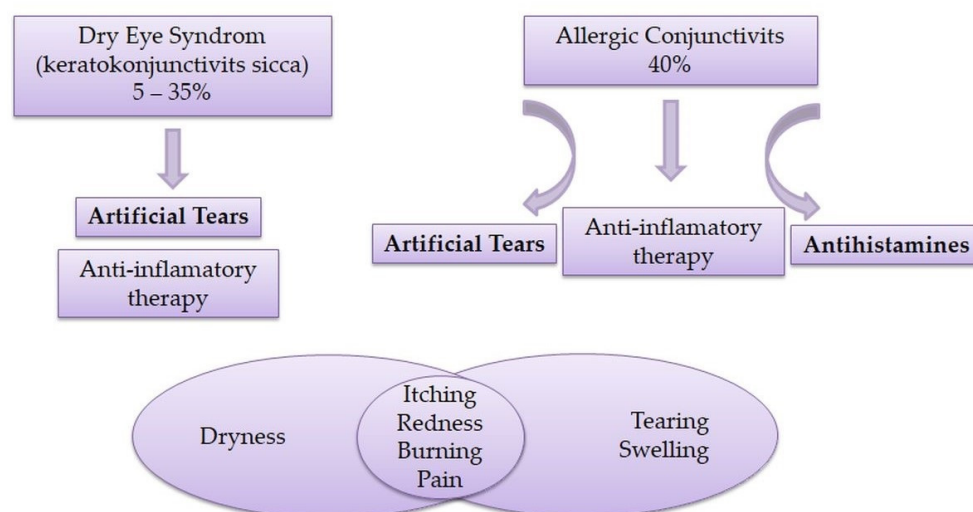 Dry Eye Syndrom
(keratokonjunctivits sicca)
5 – 35%
Artificial Tears
Anti-inflamatory
therapy
Allergic Conjunctivits
40%
Artificial Tears
Anti-inflamatory
therapy
Antihistamines
Dryness
Itching
Redness
Burning
Pain
Tearing
Swelling